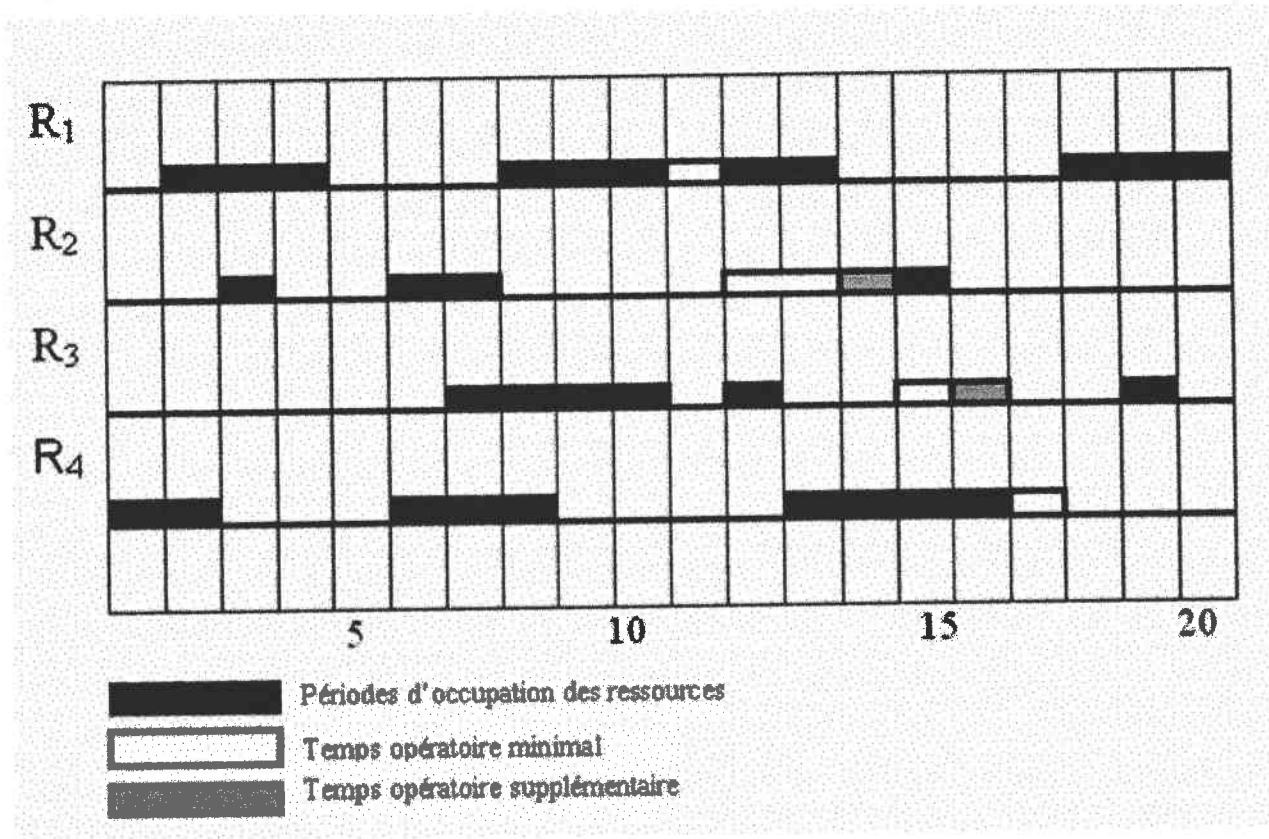 R1
R2
R3
R4
5 10 15 20
Périodes d'occupation des ressources
Temps opératoire minimal
Temps opératoire supplémentaire